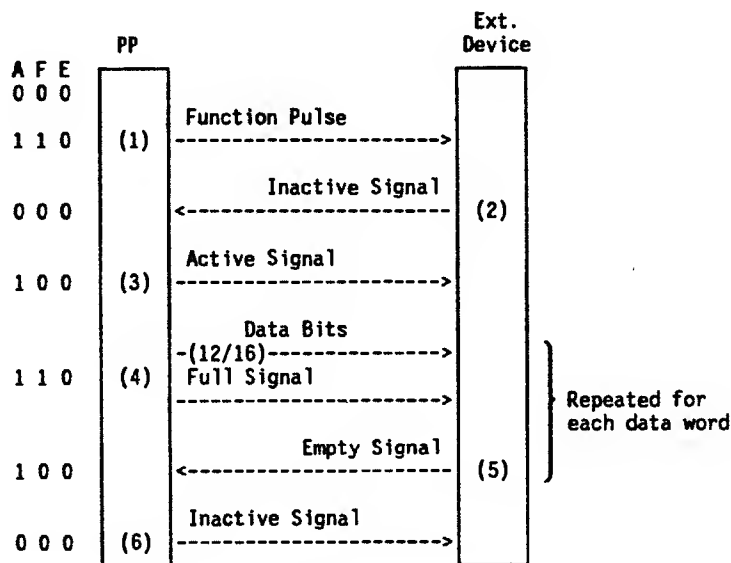 Ext.
PP Device
A F E
0 0 0
Function Pulse
1 1 0 (1) ------------------------>
Inactive Signal
0 0 0 <------------------------ (2)
Active Signal
1 0 0 (3) ------------------------>
Data Bits
-(12/16)---------------->
1 1 0 (4) Full Signal
------------------------>
Repeated for
each data word
Empty Signal
1 0 0 <------------------------ (5)
Inactive Signal
0 0 0 (6) ------------------------>